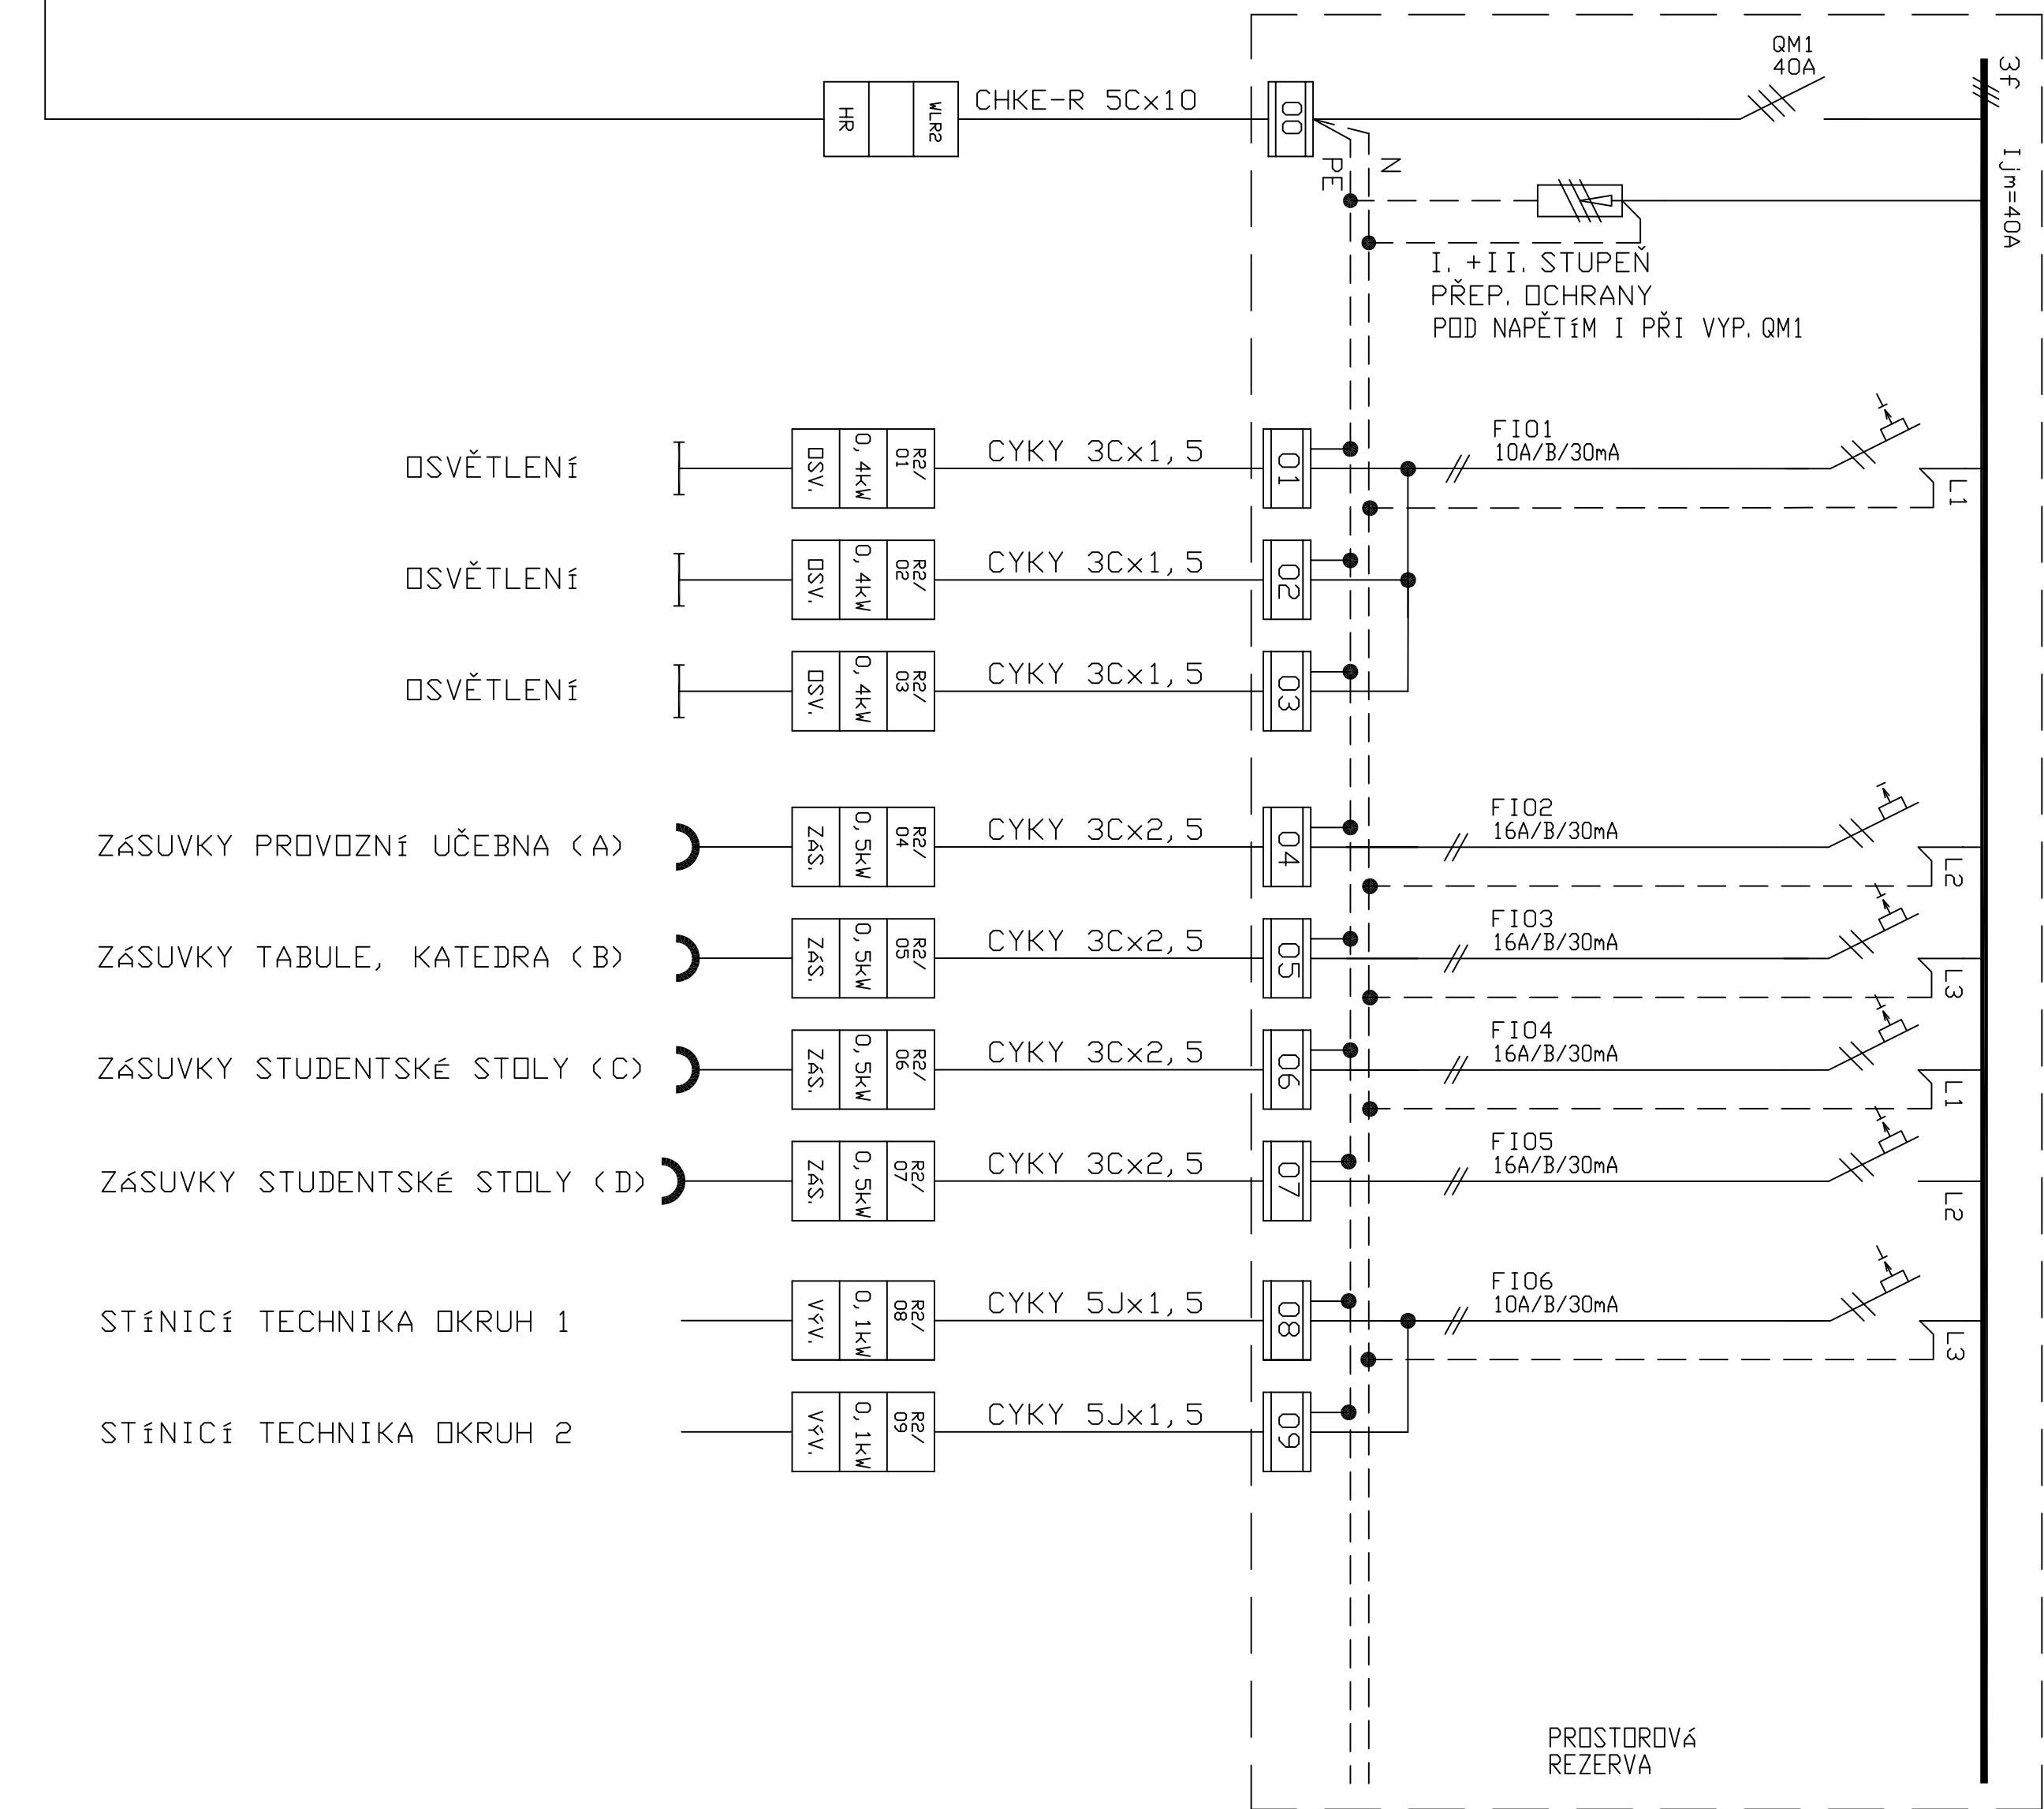 QM1
40A
3f
Ijm=40A
HR
WLR2
CHKE-R 5Cx10
00
PE
N
I. +II. STUPEŇ
PŘEP. OCHRANY
POD NAPĚTíM I PŘI VYP. QM1
OSVĚTLENí
OSV.
0,4kW
R2/
01
CYKY 3Cx1,5
01
FI01
10A/B/30mA
L1
OSVĚTLENí
OSV.
0,4kW
R2/
02
CYKY 3Cx1,5
02
OSVĚTLENí
OSV.
0,4kW
R2/
03
CYKY 3Cx1,5
03
ZáSUVKY PROVOZNí UČEBNA (A)
ZáS.
0,5kW
R2/
04
CYKY 3Cx2,5
04
FI02
16A/B/30mA
L2
ZáSUVKY TABULE, KATEDRA (B)
ZáS.
0,5kW
R2/
05
CYKY 3Cx2,5
05
FI03
16A/B/30mA
L3
ZáSUVKY STUDENTSKé STOLY (C)
ZáS.
0,5kW
R2/
06
CYKY 3Cx2,5
06
FI04
16A/B/30mA
L1
ZáSUVKY STUDENTSKé STOLY (D)
ZáS.
0,5kW
R2/
07
CYKY 3Cx2,5
07
FI05
16A/B/30mA
L2
STíNICí TECHNIKA OKRUH 1
VýV.
0,1kW
R2/
08
CYKY 5Jx1,5
08
FI06
10A/B/30mA
L3
STíNICí TECHNIKA OKRUH 2
VýV.
0,1kW
R2/
09
CYKY 5Jx1,5
09
PROSTOROVá
REZERVA